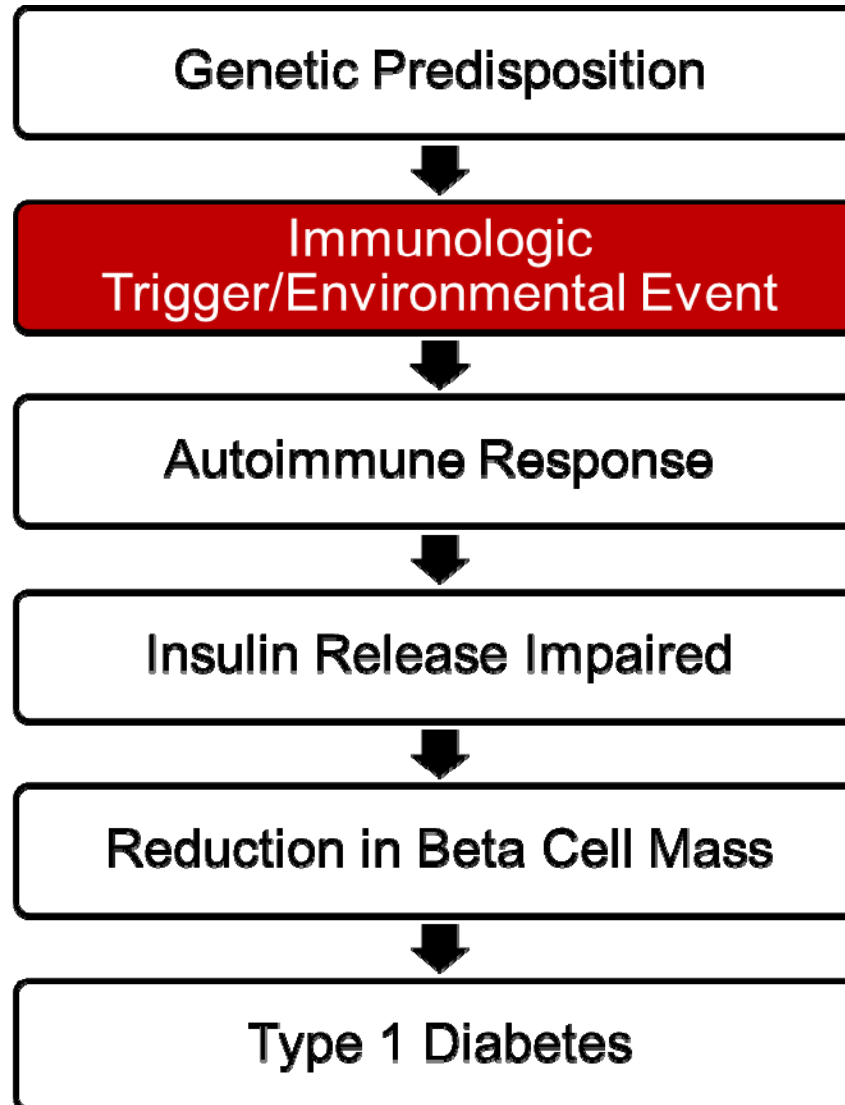 Genetic Predisposition
Immunologic
Trigger/Environmental Event
Autoimmune Response
Insulin Release Impaired
Reduction in Beta Cell Mass
Type 1 Diabetes